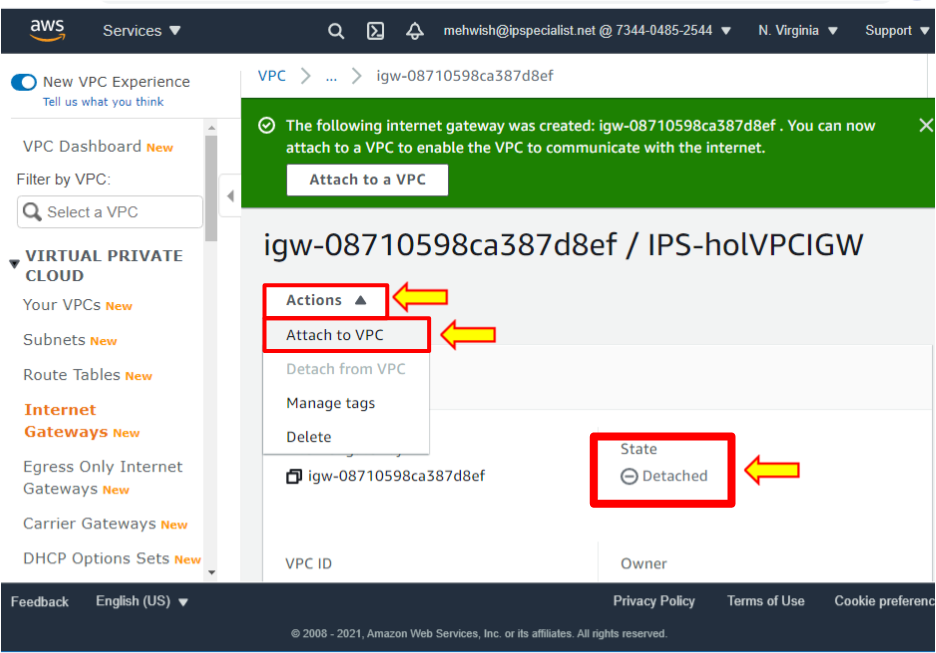 aws
Services ▼
mehwish@ipspecialist.net @ 7344-0485-2544 ▼
N. Virginia ▼
Support ▼
New VPC Experience
Tell us what you think
VPC > ... > igw-08710598ca387d8ef
The following internet gateway was created: igw-08710598ca387d8ef . You can now
attach to a VPC to enable the VPC to communicate with the internet.
Attach to a VPC
VPC Dashboard New
Filter by VPC:
Select a VPC
VIRTUAL PRIVATE
CLOUD
Your VPCs New
Subnets New
Route Tables New
Internet
Gateways New
Egress Only Internet
Gateways New
Carrier Gateways New
DHCP Options Sets New
igw-08710598ca387d8ef / IPS-holVPCIGW
Actions ▲
Attach to VPC
Detach from VPC
Manage tags
Delete
igw-08710598ca387d8ef
State
Detached
VPC ID
Owner
Feedback
English (US) ▼
Privacy Policy
Terms of Use
Cookie preferenc
© 2008 - 2021, Amazon Web Services, Inc. or its affiliates. All rights reserved.